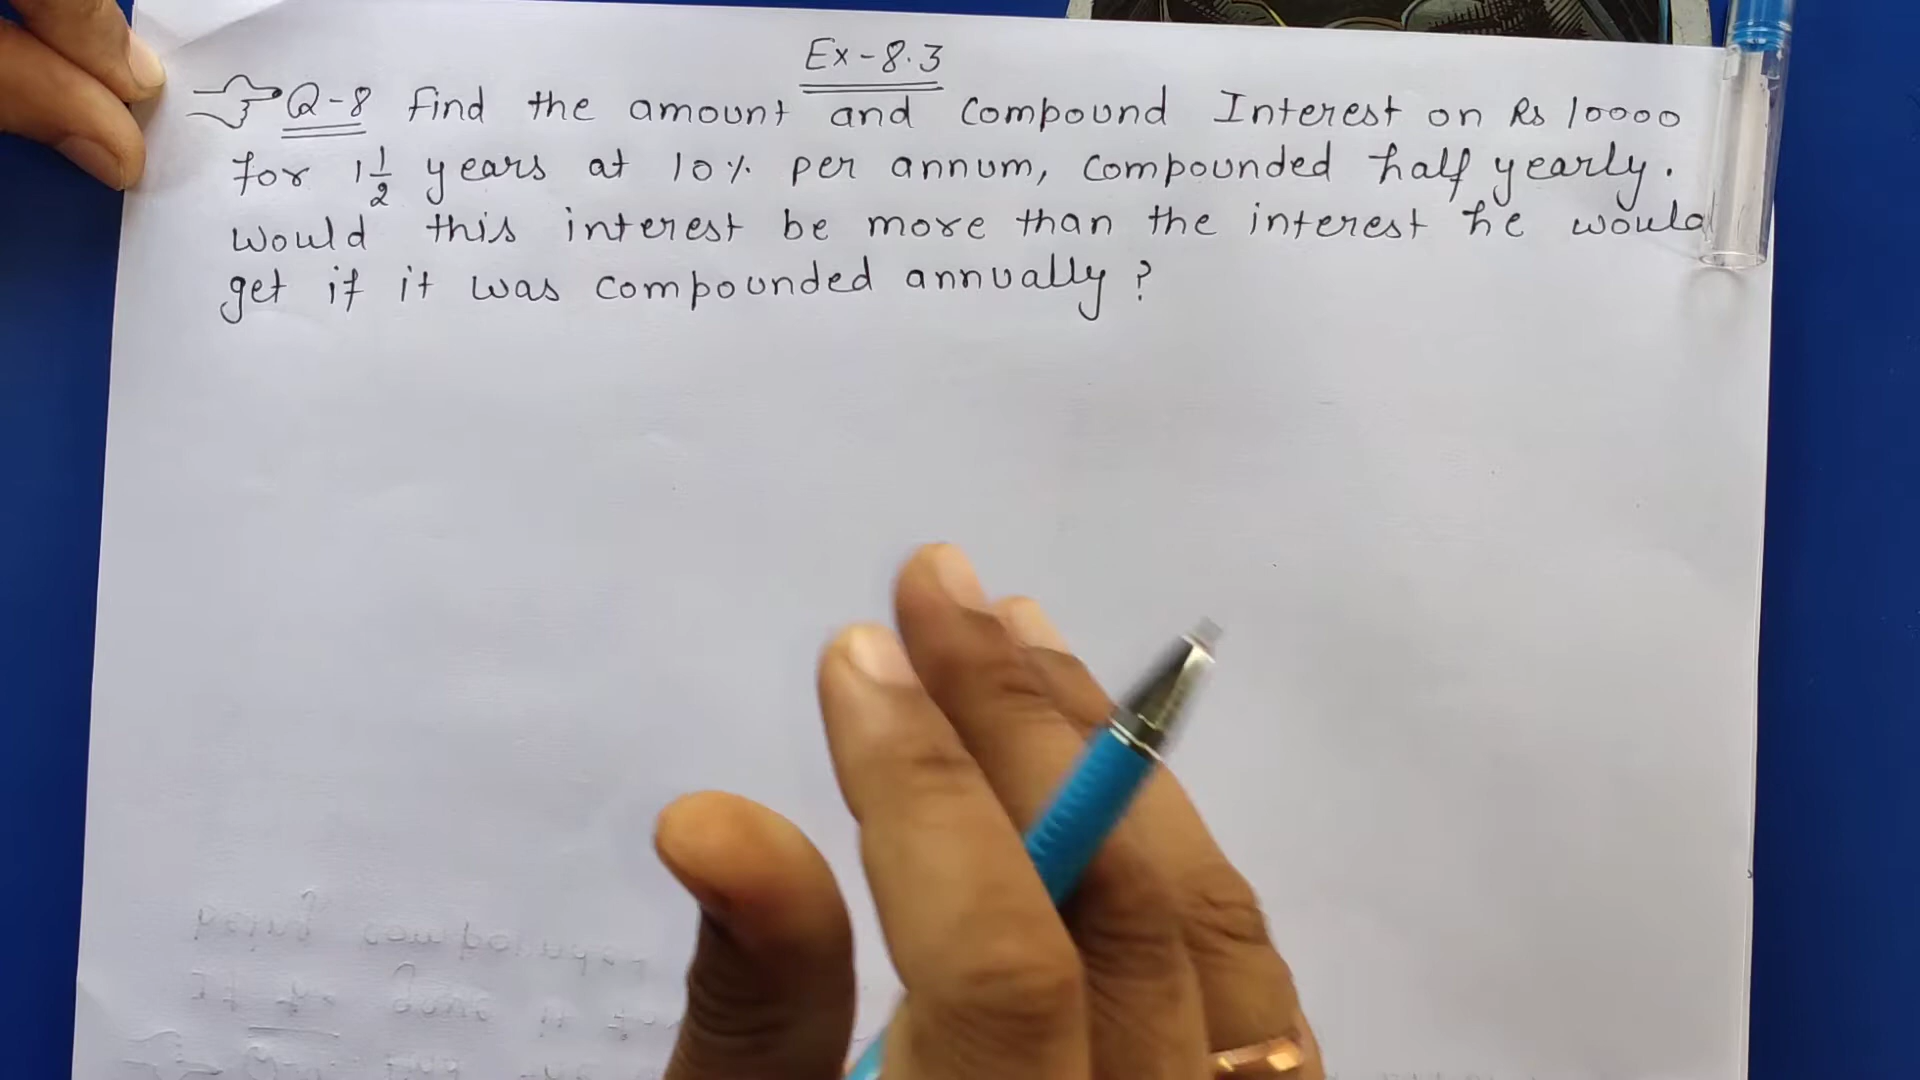 Ex-8.3
Q-8 Find the amount and Compound Interest on Rs 10000
for 1 1/2 years at 10% per annum, compounded half yearly.
Would this interest be more than the interest he would
get if it was compounded annually?